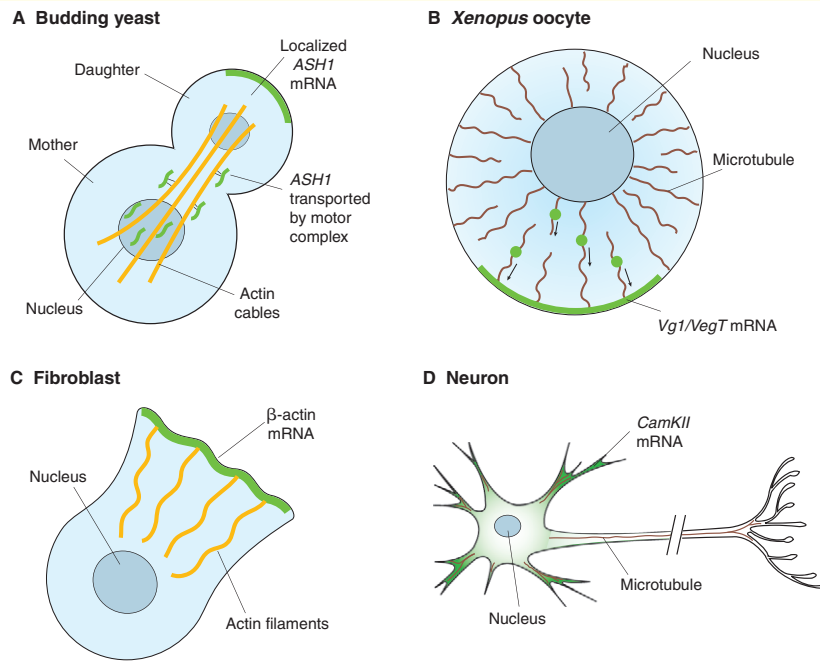 A Budding yeast
Localized
ASH1
mRNA
Daughter
Mother
ASH1
transported
by motor
complex
Nucleus
Actin
cables
B Xenopus oocyte
Nucleus
Microtubule
Vg1/VegT mRNA
C Fibroblast
β-actin
mRNA
Nucleus
Actin filaments
D Neuron
CamKII
mRNA
Microtubule
Nucleus